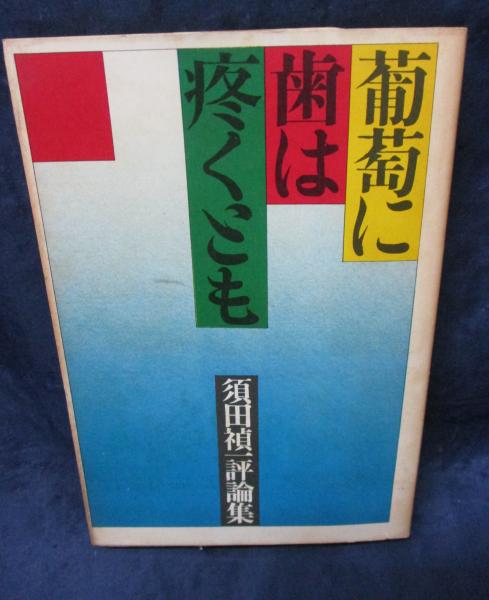 葡萄に
歯は
疼くとも
須田禎一評論集